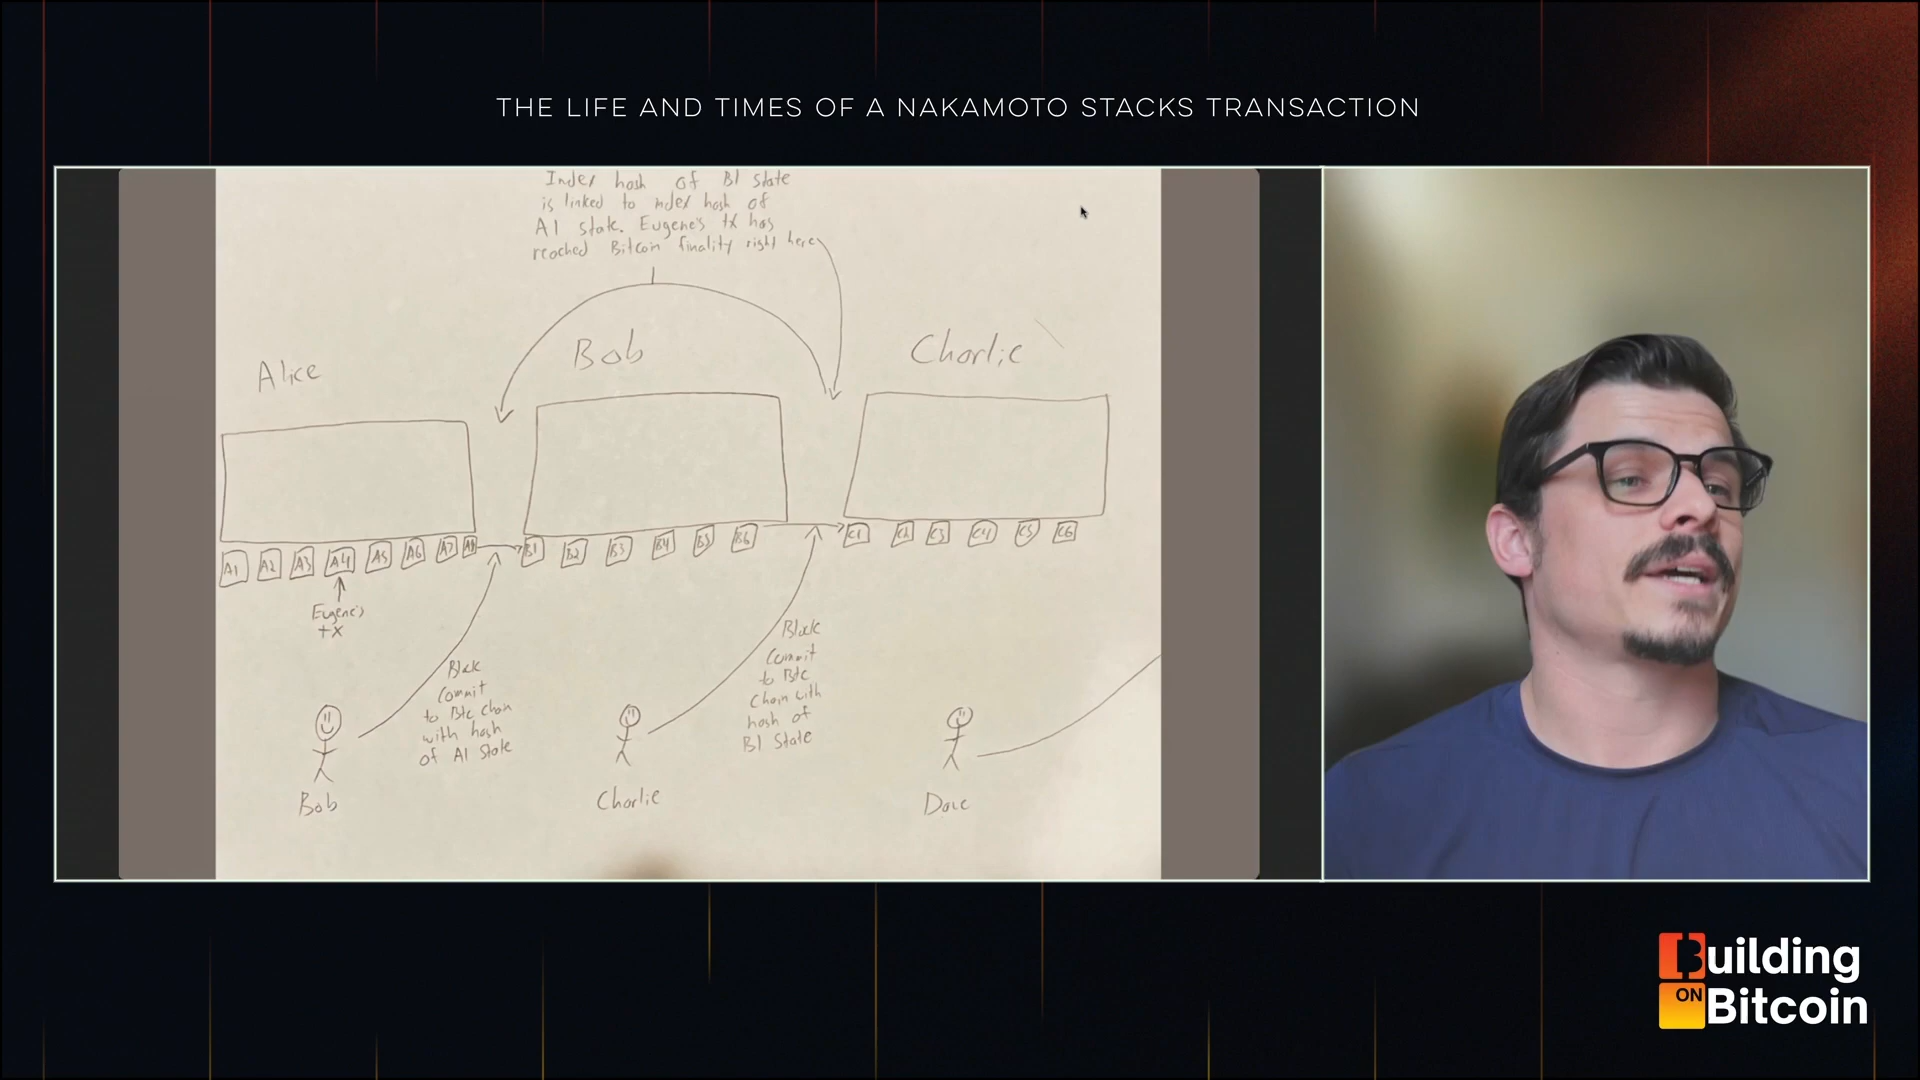 THE LIFE AND TIMES OF A NAKAMOTO STACKS TRANSACTION
Index hash of B1 state
is linked to index hash of
A1 state. Eugene's tx has
reached Bitcoin finality right here
Alice
Bob
Charlie
A1 A2 A3 A4 A5 A6 A7 A8
B1 B2 B3 B4 B5 B6
C1 C2 C3 C4 C5 C6
Eugene's
tx
Block
Commit
to Btc chain
with hash
of A1 State
Block
Commit
to Btc
Chain with
hash of
B1 State
Bob
Charlie
Dave
Building
ON
Bitcoin